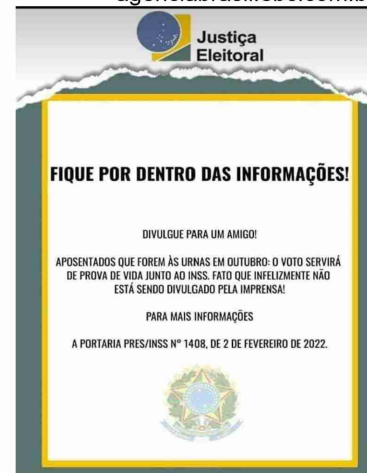 Justiça
Eleitoral
FIQUE POR DENTRO DAS INFORMAÇÕES!
DIVULGUE PARA UM AMIGO!
APOSENTADOS QUE FOREM ÀS URNAS EM OUTUBRO: O VOTO SERVIRÁ
DE PROVA DE VIDA JUNTO AO INSS. FATO QUE INFELIZMENTE NÃO
ESTÁ SENDO DIVULGADO PELA IMPRENSA!
PARA MAIS INFORMAÇÕES
A PORTARIA PRES/INSS Nº 1408, DE 2 DE FEVEREIRO DE 2022.